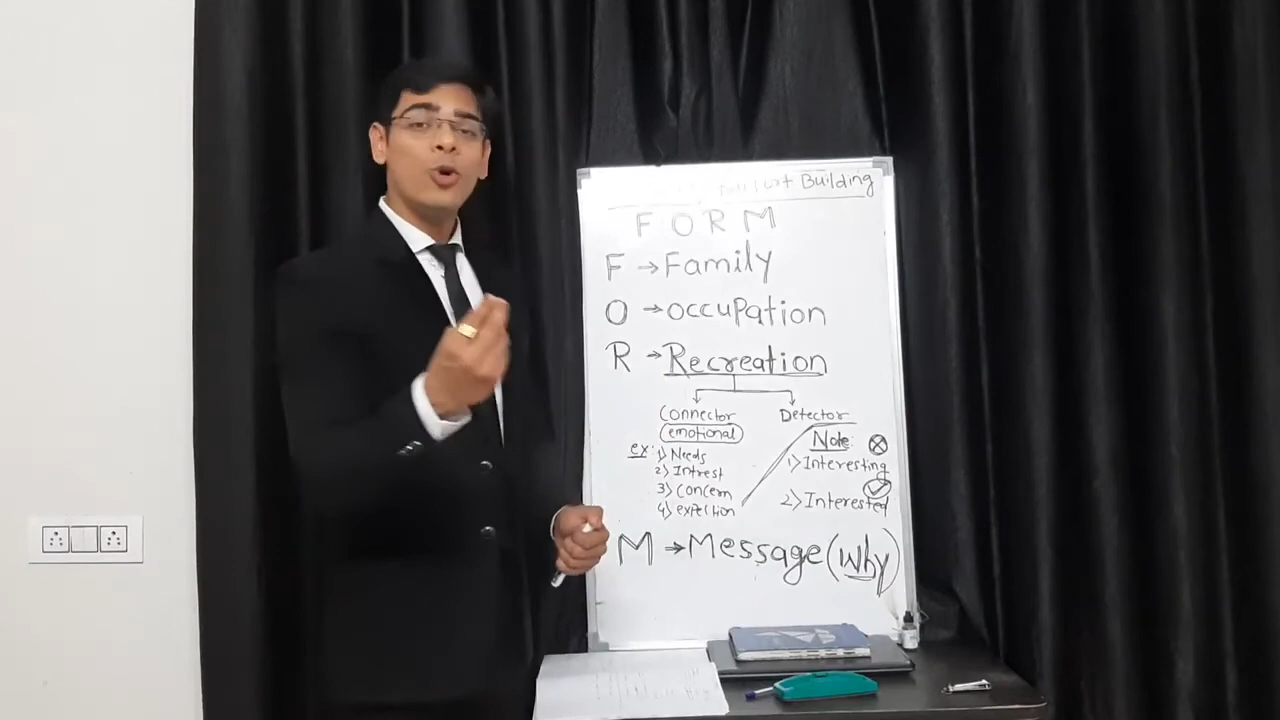 Building
F O R M
F → Family
O → occupation
R → Recreation
Connector Detector
(emotional) Note:
ex: 1) Needs 1) Interesting
2) Intrest
3) Concern 2) Interested
4) expection
M → Message (why)